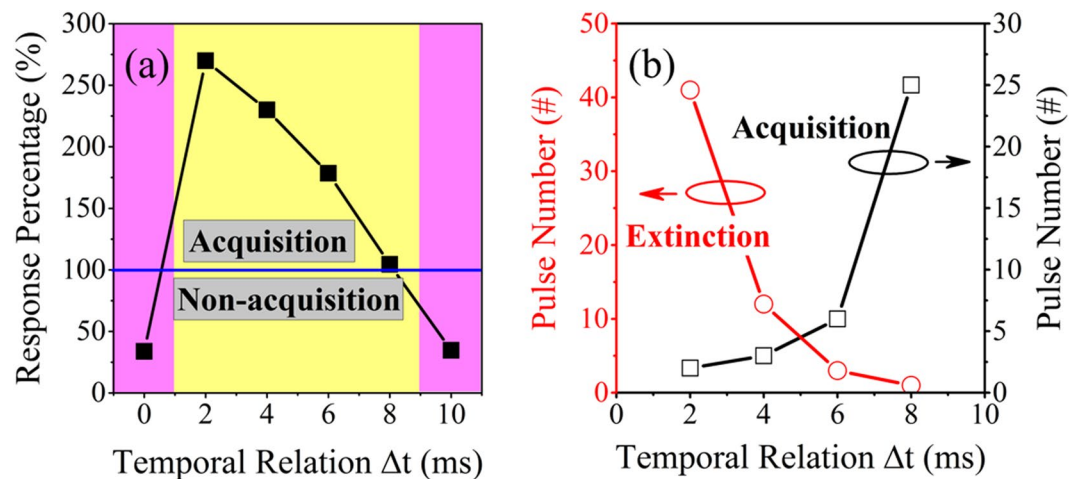 (a)
Response Percentage (%)
300
250
200
150
100
50
0
Acquisition
Non-acquisition
0 2 4 6 8 10
Temporal Relation Δt (ms)
(b)
Pulse Number (#)
50
40
30
20
10
0
Extinction
Acquisition
30
25
20
15
10
5
0
Pulse Number (#)
0 2 4 6 8 10
Temporal Relation Δt (ms)